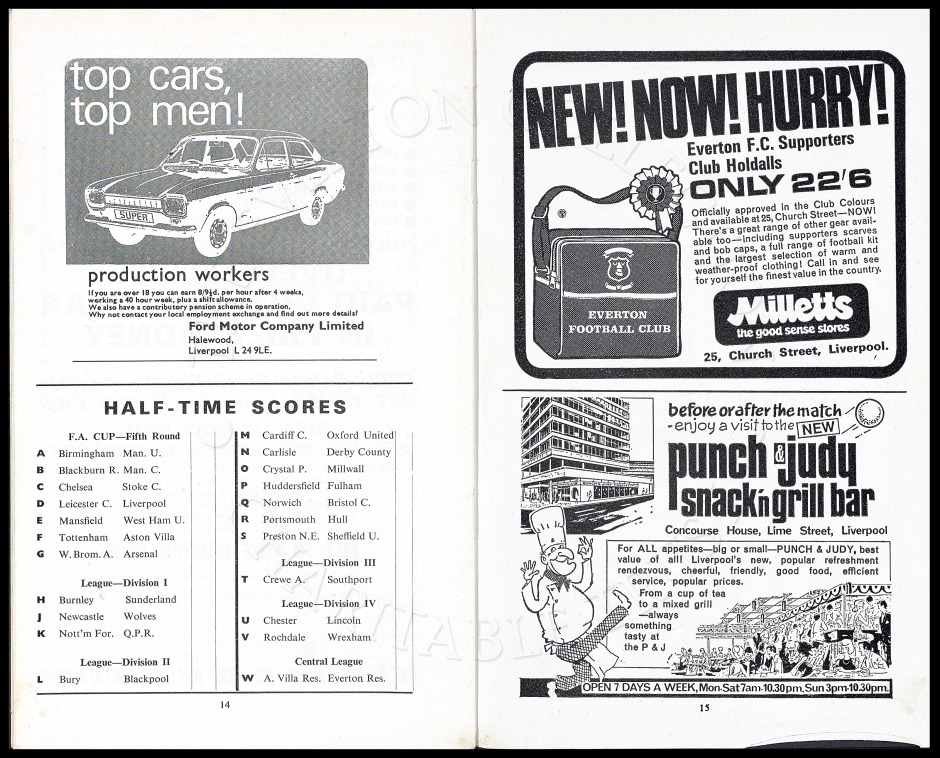 top cars,
top men!
SUPER
production workers
If you are over 18 you can earn 8/9½d. per hour after 4 weeks,
working a 40 hour week, plus a shift allowance.
We also have a contributory pension scheme in operation.
Why not contact your local employment exchange and find out more details?
Ford Motor Company Limited
Halewood,
Liverpool L 24 9LE.
HALF-TIME SCORES
F.A. CUP—Fifth Round
A Birmingham Man. U.
B Blackburn R. Man. C.
C Chelsea Stoke C.
D Leicester C. Liverpool
E Mansfield West Ham U.
F Tottenham Aston Villa
G W. Brom. A. Arsenal
League—Division I
H Burnley Sunderland
J Newcastle Wolves
K Nott'm For. Q.P.R.
League—Division II
L Bury Blackpool
M Cardiff C. Oxford United
N Carlisle Derby County
O Crystal P. Millwall
P Huddersfield Fulham
Q Norwich Bristol C.
R Portsmouth Hull
S Preston N.E. Sheffield U.
League—Division III
T Crewe A. Southport
League—Division IV
U Chester Lincoln
V Rochdale Wrexham
Central League
W A. Villa Res. Everton Res.
14
NEW! NOW! HURRY!
Everton F.C. Supporters
Club Holdalls
ONLY 22'6
Officially approved in the Club Colours
and available at 25, Church Street—NOW!
There's a great range of other gear avail-
able too—including supporters scarves
and bob caps, a full range of football kit
and the largest selection of warm and
weather-proof clothing! Call in and see
for yourself the finest value in the country.
EVERTON
FOOTBALL CLUB
Milletts
the good sense stores
25, Church Street, Liverpool.
before or after the match
-enjoy a visit to the NEW
punch & judy
snack'n grill bar
Concourse House, Lime Street, Liverpool
For ALL appetites—big or small—PUNCH & JUDY, best
value of all! Liverpool's new, popular refreshment
rendezvous, cheerful, friendly, good food, efficient
service, popular prices.
From a cup of tea
to a mixed grill
—always
something
tasty at
the P & J
OPEN 7 DAYS A WEEK, Mon-Sat 7am-10.30pm, Sun 3pm-10.30pm.
15